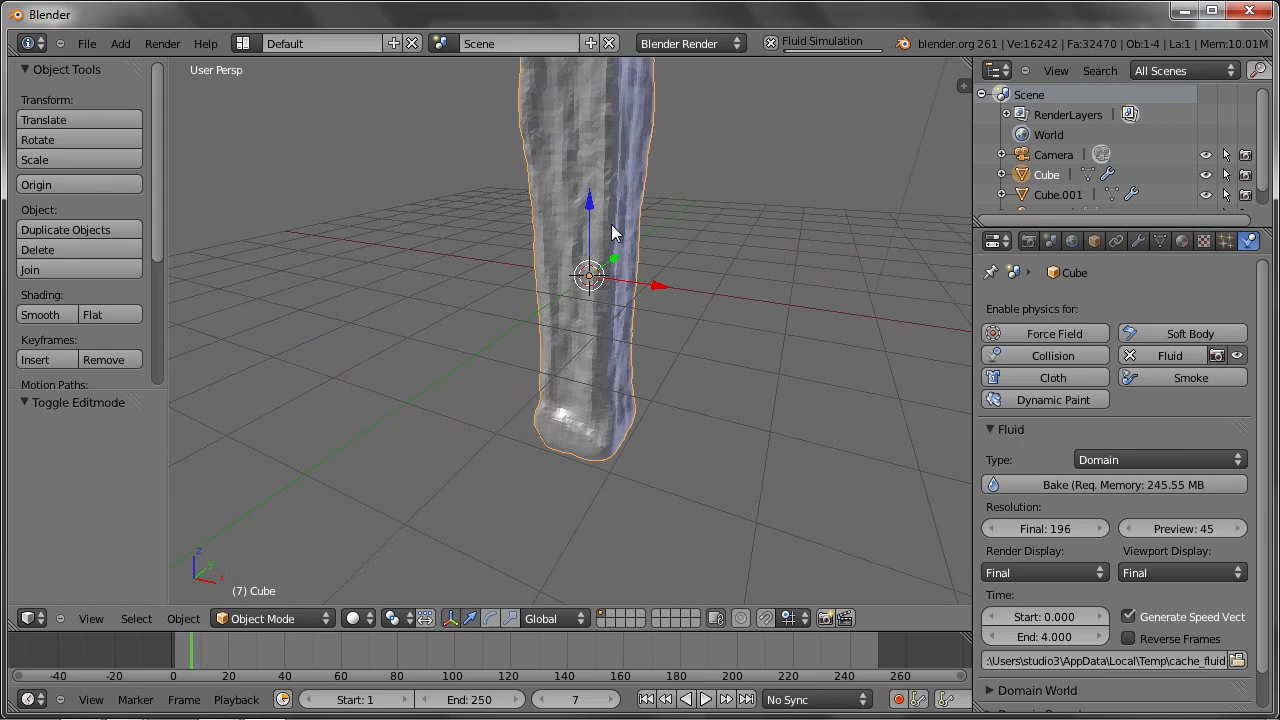 Blender
File Add Render Help Default Scene Blender Render Fluid Simulation blender.org 261 | Ve:16242 | Fa:32470 | Ob:1-4 | La:1 | Mem:10.01M
Object Tools
Transform:
Translate
Rotate
Scale
Origin
Object:
Duplicate Objects
Delete
Join
Shading:
Smooth Flat
Keyframes:
Insert Remove
Motion Paths:
Toggle Editmode
User Persp
z
y
x
(7) Cube
View Select Object Object Mode Global
-40 -20 0 20 40 60 80 100 120 140 160 180 200 220 240 260
View Marker Frame Playback Start: 1 End: 250 7 No Sync
View Search All Scenes
Scene
RenderLayers
World
Camera
Cube
Cube.001
Cube
Enable physics for:
Force Field Soft Body
Collision Fluid
Cloth Smoke
Dynamic Paint
Fluid
Type: Domain
Bake (Req. Memory: 245.55 MB
Resolution:
Final: 196 Preview: 45
Render Display: Viewport Display:
Final Final
Time:
Start: 0.000 Generate Speed Vect
End: 4.000 Reverse Frames
:\Users\studio3\AppData\Local\Temp\cache_fluid
Domain World